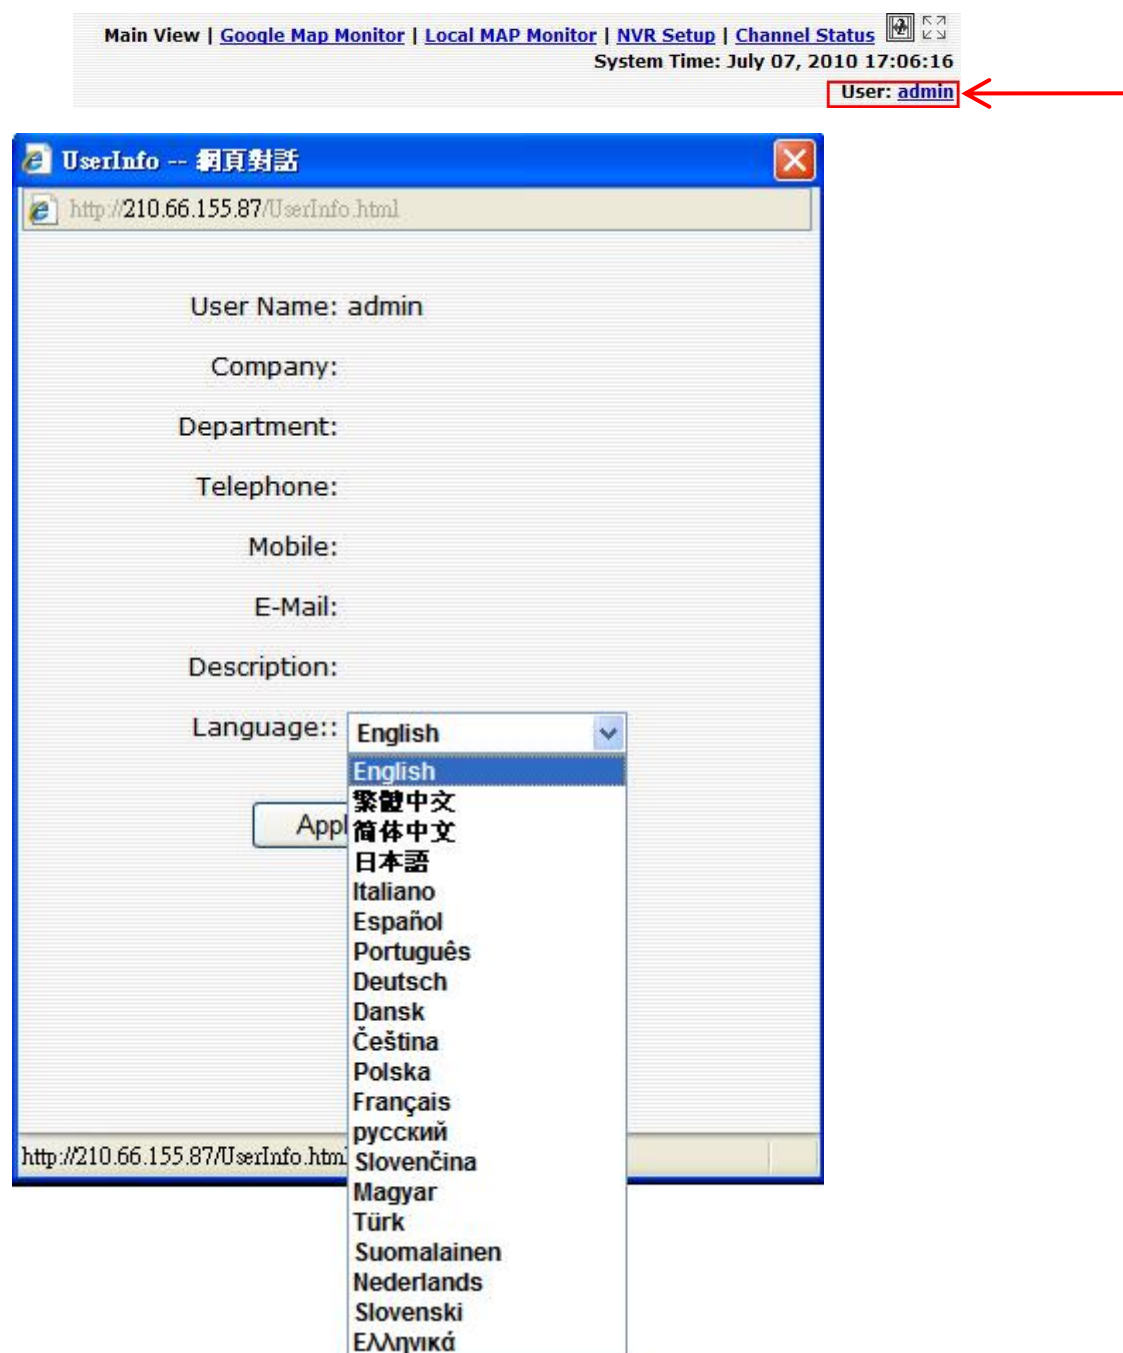 Main View | Google Map Monitor | Local MAP Monitor | NVR Setup | Channel Status
System Time: July 07, 2010 17:06:16
User: admin
UserInfo -- 網頁對話
http://210.66.155.87/UserInfo.html
User Name: admin
Company:
Department:
Telephone:
Mobile:
E-Mail:
Description:
Language:: English
English
繁體中文
Appl
简体中文
日本語
Italiano
Español
Português
Deutsch
Dansk
Čeština
Polska
Français
русский
http://210.66.155.87/UserInfo.html
Slovenčina
Magyar
Türk
Suomalainen
Nederlands
Slovenski
Ελληνικά